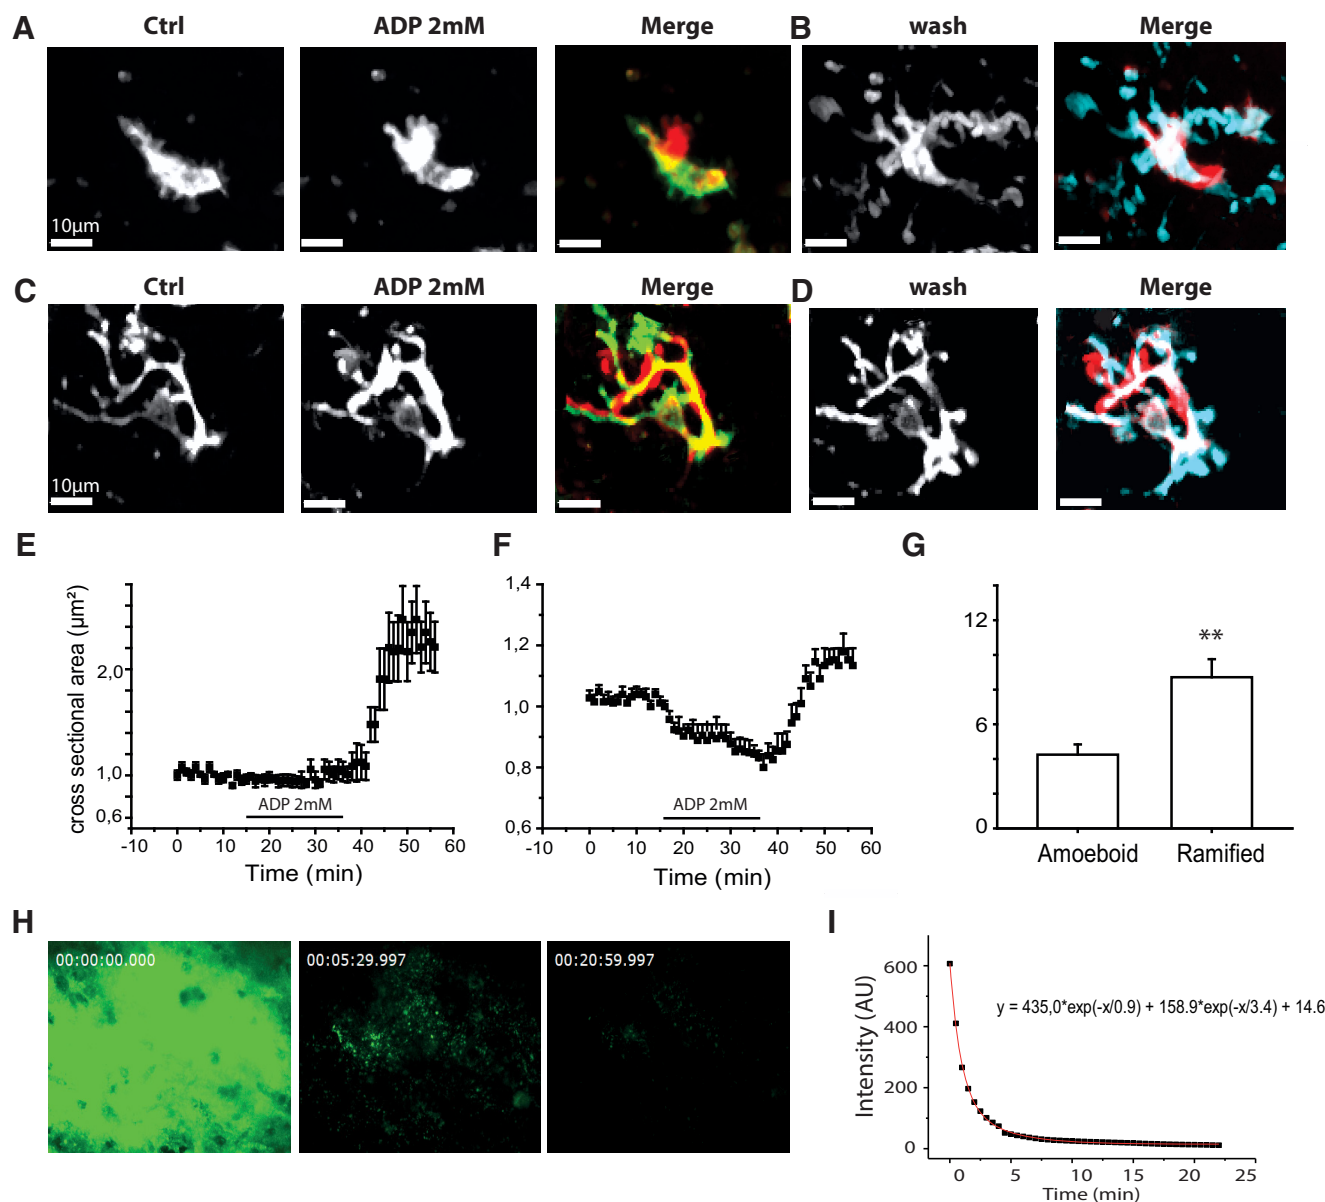 A Ctrl ADP 2mM Merge B wash Merge
10µm
C Ctrl ADP 2mM Merge D wash Merge
10µm
E
cross sectional area (µm²)
2,0
1,0
0,6
ADP 2mM
-10 0 10 20 30 40 50 60
Time (min)
F
1,4
1,2
1,0
0,8
0,6
ADP 2mM
-10 0 10 20 30 40 50 60
Time (min)
G
12
6
0
**
Amoeboid Ramified
H
00:00:00.000 00:05:29.997 00:20:59.997
I
Intensity (AU)
600
400
200
0
y = 435,0*exp(-x/0.9) + 158.9*exp(-x/3.4) + 14.6
0 5 10 15 20 25
Time (min)